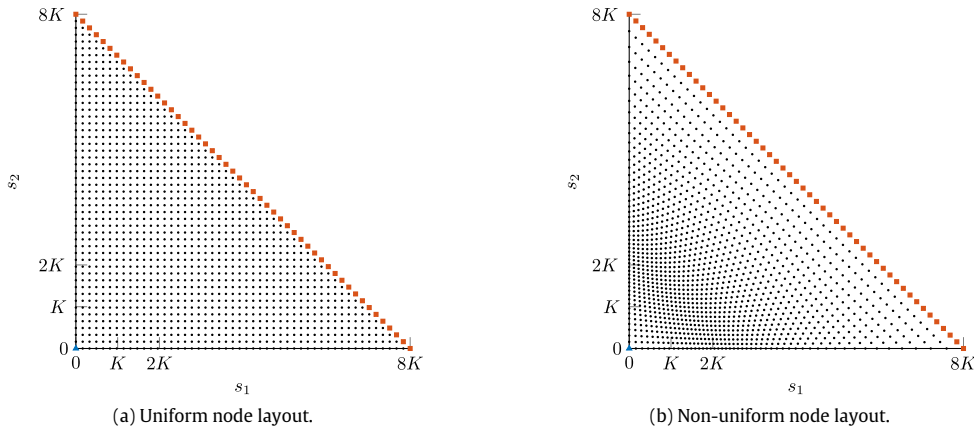 8K
8K
s₂
s₂
2K
2K
K
K
0
0
0 K 2K 8K
0 K 2K 8K
s₁
s₁
(a) Uniform node layout.
(b) Non-uniform node layout.